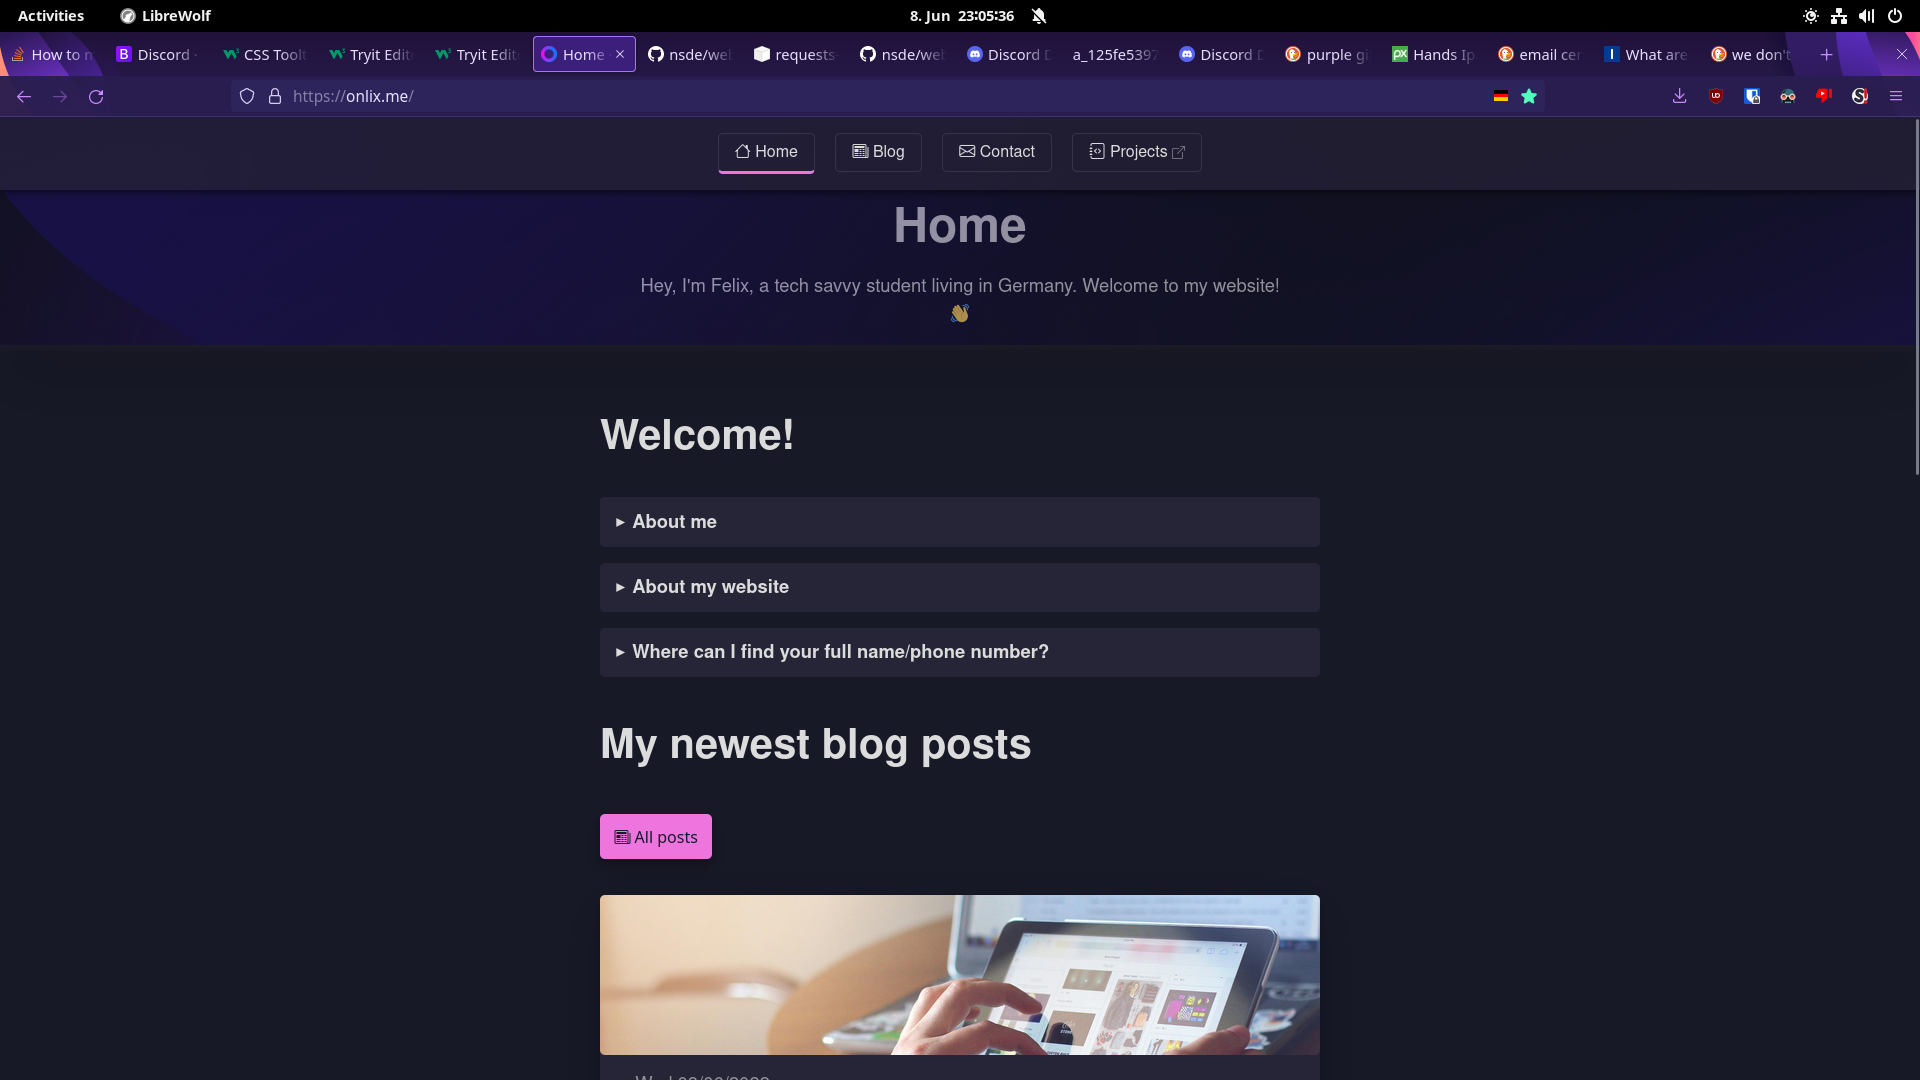 Activities LibreWolf 8. Jun 23:05:36
How to n Discord CSS Toolt Tryit Edit Tryit Edit Home nsde/wel requests nsde/wel Discord D a_125fe5397 Discord D purple gi Hands Ip email cer What are we don't
https://onlix.me/
Home Blog Contact Projects
Home
Hey, I'm Felix, a tech savvy student living in Germany. Welcome to my website!
👋
Welcome!
▸ About me
▸ About my website
▸ Where can I find your full name/phone number?
My newest blog posts
All posts